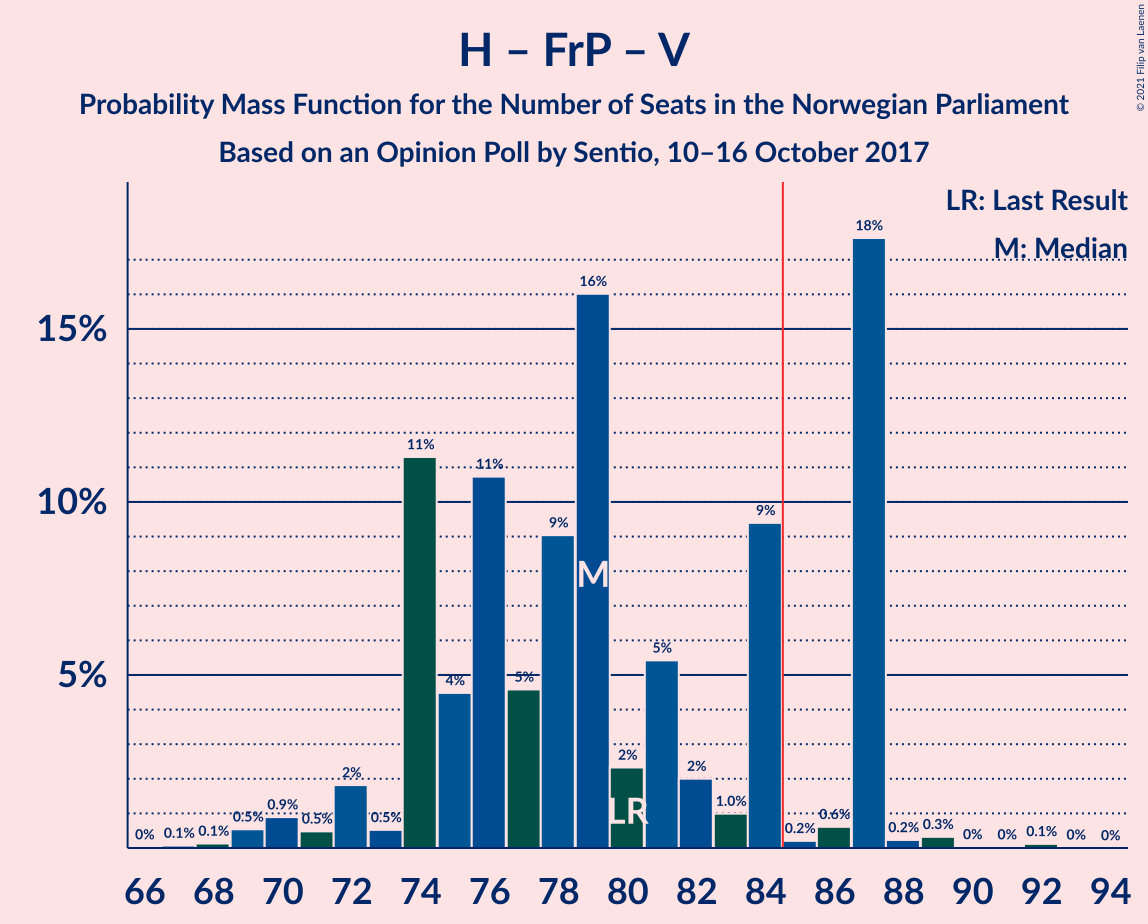 H – FrP – V
Probability Mass Function for the Number of Seats in the Norwegian Parliament
Based on an Opinion Poll by Sentio, 10–16 October 2017
© 2021 Filip van Laenen
LR: Last Result
M: Median
15%
10%
5%
0% 0.1% 0.1% 0.5% 0.9% 0.5% 2% 0.5% 11% 4% 11% 5% 9% 16% 2% 5% 2% 1.0% 9% 0.2% 0.6% 18% 0.2% 0.3% 0% 0% 0.1% 0% 0%
M
LR
66 68 70 72 74 76 78 80 82 84 86 88 90 92 94